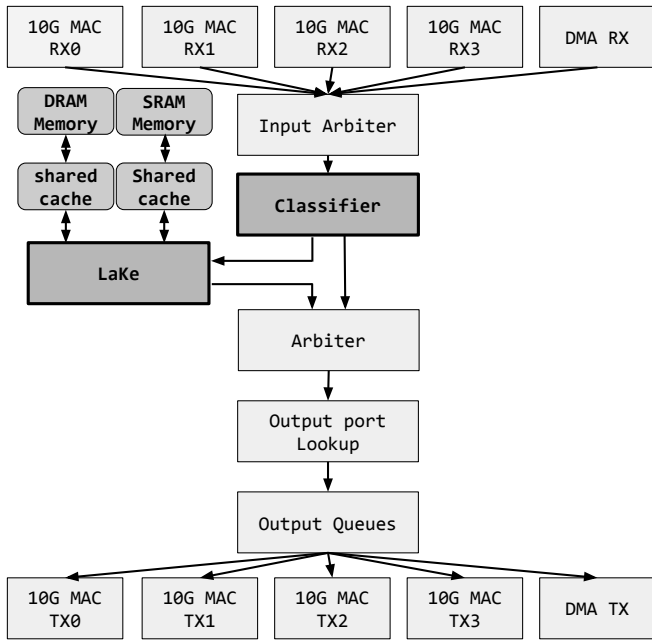 10G MAC
RX0
10G MAC
RX1
10G MAC
RX2
10G MAC
RX3
DMA RX
DRAM
Memory
SRAM
Memory
Input Arbiter
shared
cache
Shared
cache
Classifier
LaKe
Arbiter
Output port
Lookup
Output Queues
10G MAC
TX0
10G MAC
TX1
10G MAC
TX2
10G MAC
TX3
DMA TX